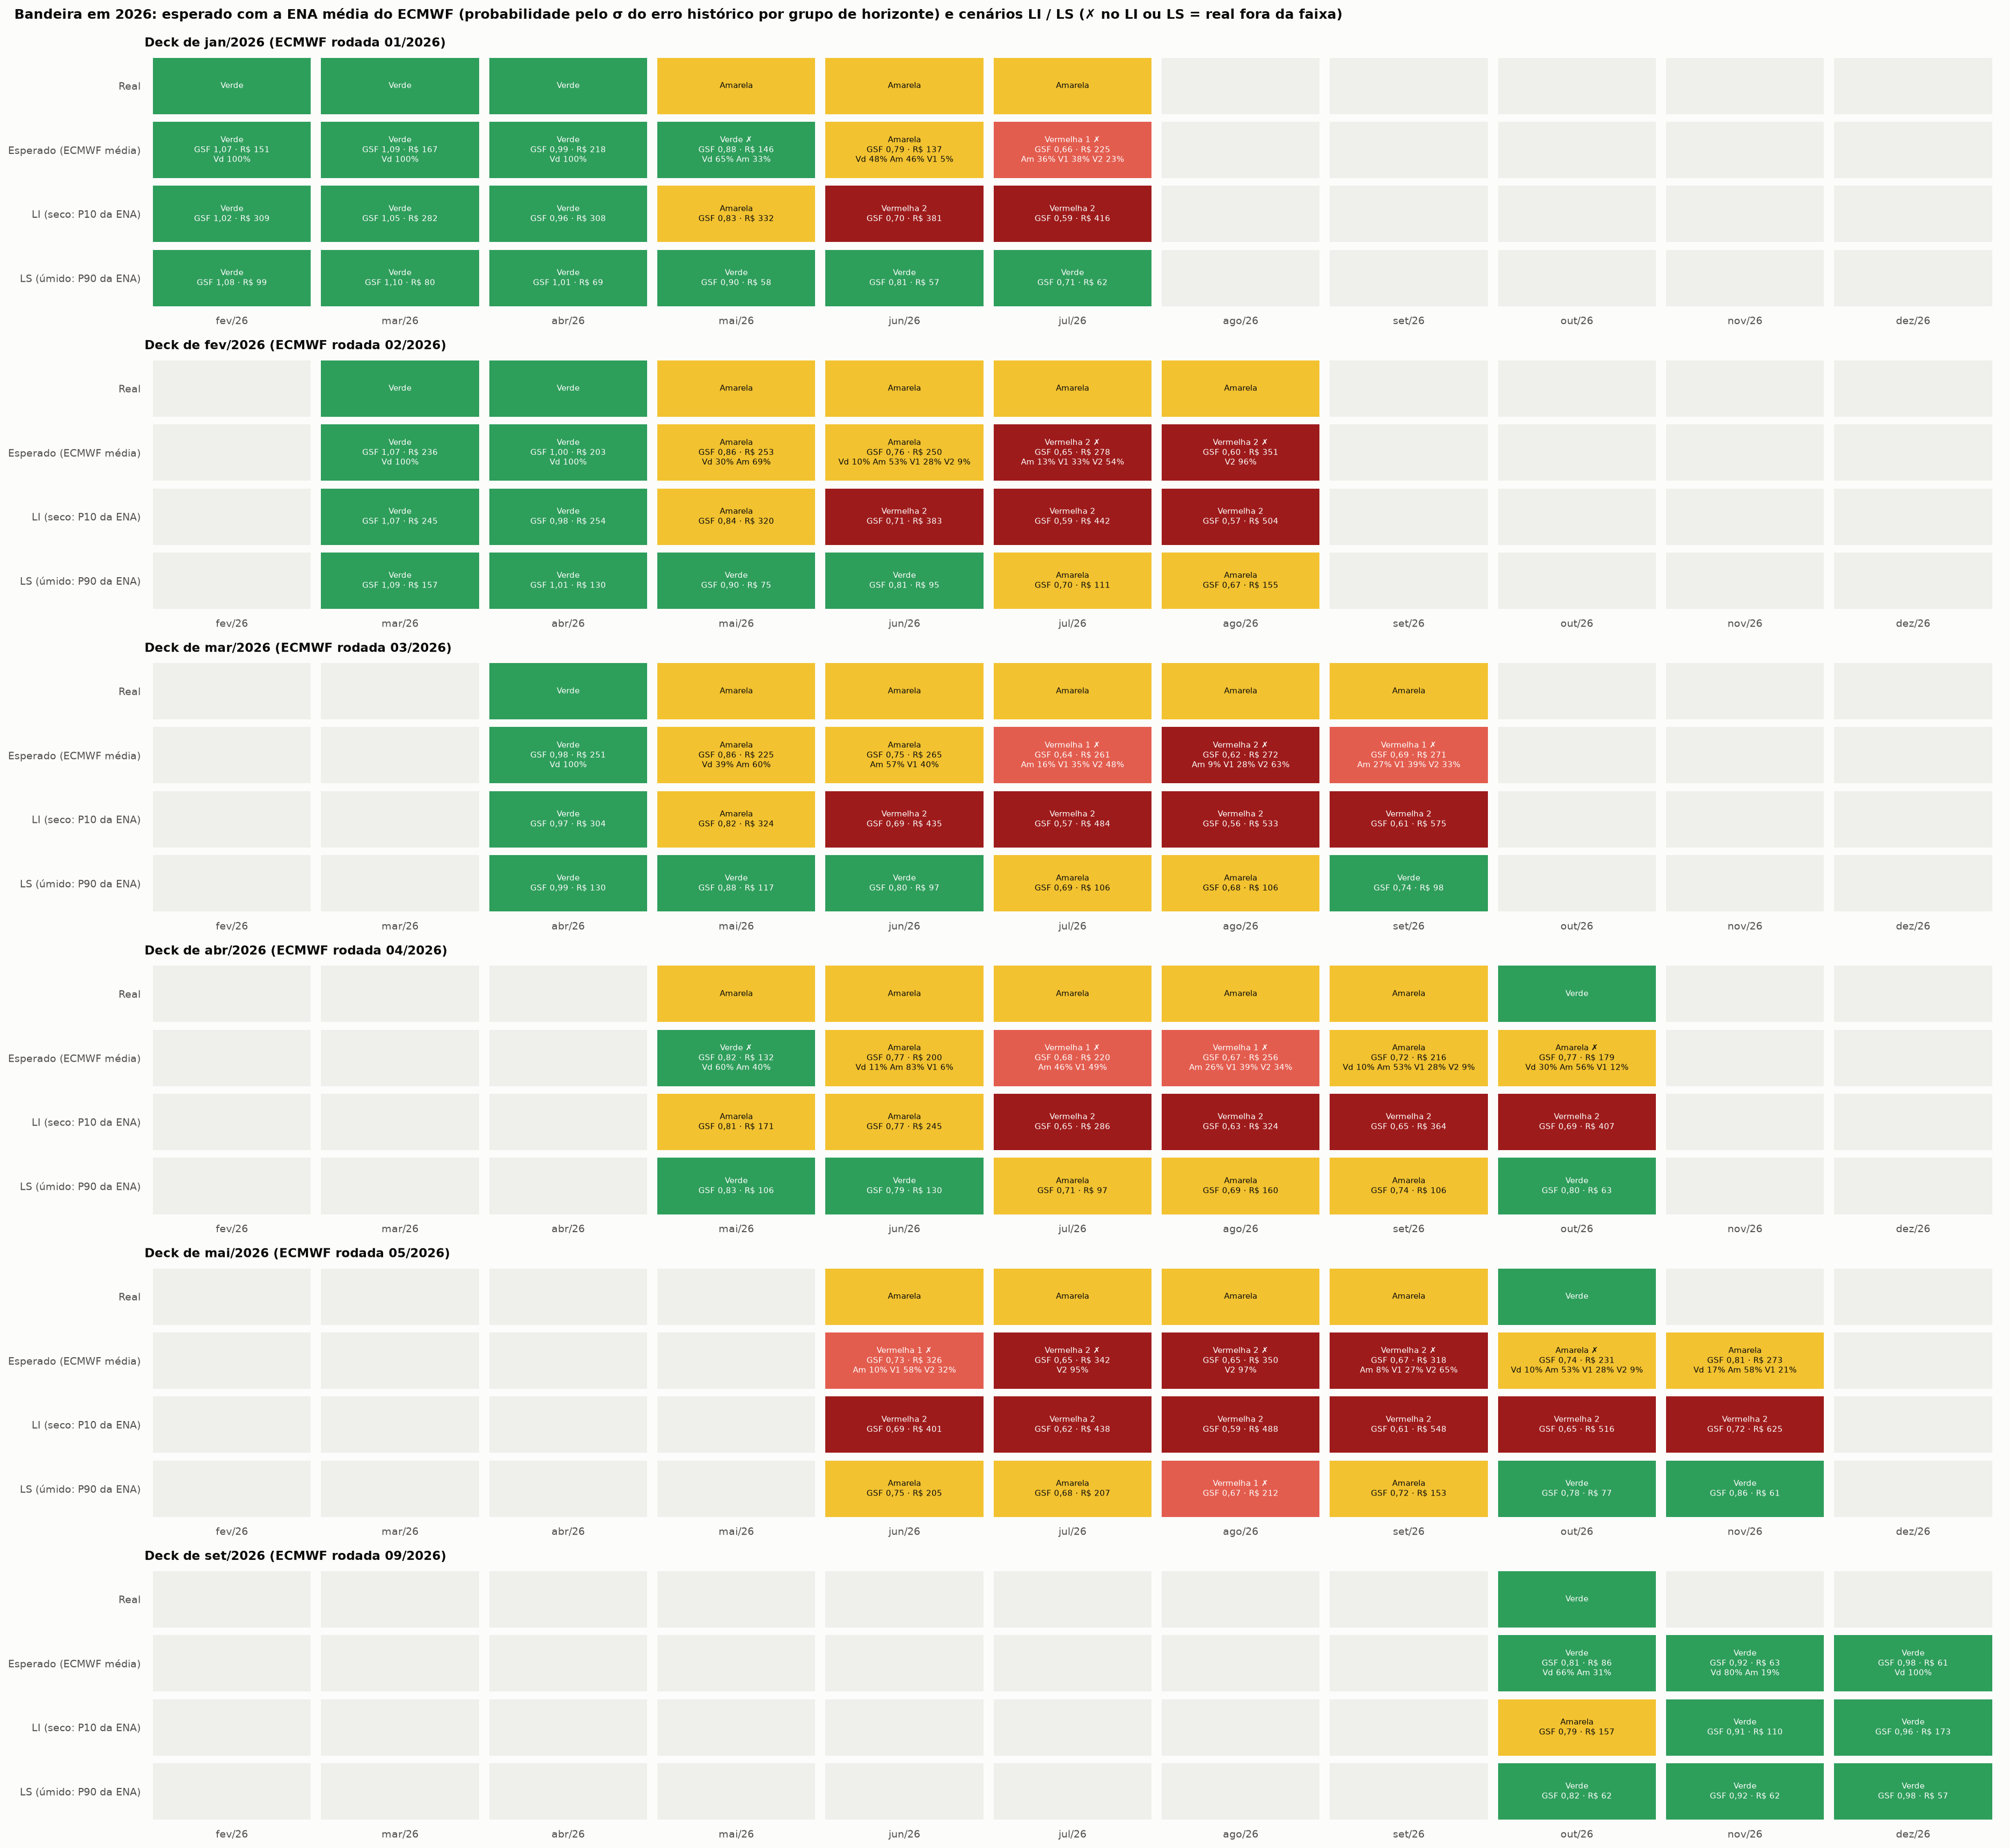 Bandeira em 2026: esperado com a ENA média do ECMWF (probabilidade pelo σ do erro histórico por grupo de horizonte) e cenários LI / LS (✗ no LI ou LS = real fora da faixa)
Deck de jan/2026 (ECMWF rodada 01/2026)
Real
Verde
Verde
Verde
Amarela
Amarela
Amarela
Esperado (ECMWF média)
Verde
GSF 1,07 · R$ 151
Vd 100%
Verde
GSF 1,09 · R$ 167
Vd 100%
Verde
GSF 0,99 · R$ 218
Vd 100%
Verde ✗
GSF 0,88 · R$ 146
Vd 65% Am 33%
Amarela
GSF 0,79 · R$ 137
Vd 48% Am 46% V1 5%
Vermelha 1 ✗
GSF 0,66 · R$ 225
Am 36% V1 38% V2 23%
LI (seco: P10 da ENA)
Verde
GSF 1,02 · R$ 309
Verde
GSF 1,05 · R$ 282
Verde
GSF 0,96 · R$ 308
Amarela
GSF 0,83 · R$ 332
Vermelha 2
GSF 0,70 · R$ 381
Vermelha 2
GSF 0,59 · R$ 416
LS (úmido: P90 da ENA)
Verde
GSF 1,08 · R$ 99
Verde
GSF 1,10 · R$ 80
Verde
GSF 1,01 · R$ 69
Verde
GSF 0,90 · R$ 58
Verde
GSF 0,81 · R$ 57
Verde
GSF 0,71 · R$ 62
fev/26 mar/26 abr/26 mai/26 jun/26 jul/26 ago/26 set/26 out/26 nov/26 dez/26
Deck de fev/2026 (ECMWF rodada 02/2026)
Real
Verde
Verde
Amarela
Amarela
Amarela
Amarela
Esperado (ECMWF média)
Verde
GSF 1,07 · R$ 236
Vd 100%
Verde
GSF 1,00 · R$ 203
Vd 100%
Amarela
GSF 0,86 · R$ 253
Vd 30% Am 69%
Amarela
GSF 0,76 · R$ 250
Vd 10% Am 53% V1 28% V2 9%
Vermelha 2 ✗
GSF 0,65 · R$ 278
Am 13% V1 33% V2 54%
Vermelha 2 ✗
GSF 0,60 · R$ 351
V2 96%
LI (seco: P10 da ENA)
Verde
GSF 1,07 · R$ 245
Verde
GSF 0,98 · R$ 254
Amarela
GSF 0,84 · R$ 320
Vermelha 2
GSF 0,71 · R$ 383
Vermelha 2
GSF 0,59 · R$ 442
Vermelha 2
GSF 0,57 · R$ 504
LS (úmido: P90 da ENA)
Verde
GSF 1,09 · R$ 157
Verde
GSF 1,01 · R$ 130
Verde
GSF 0,90 · R$ 75
Verde
GSF 0,81 · R$ 95
Amarela
GSF 0,70 · R$ 111
Amarela
GSF 0,67 · R$ 155
fev/26 mar/26 abr/26 mai/26 jun/26 jul/26 ago/26 set/26 out/26 nov/26 dez/26
Deck de mar/2026 (ECMWF rodada 03/2026)
Real
Verde
Amarela
Amarela
Amarela
Amarela
Amarela
Esperado (ECMWF média)
Verde
GSF 0,98 · R$ 251
Vd 100%
Amarela
GSF 0,86 · R$ 225
Vd 39% Am 60%
Amarela
GSF 0,75 · R$ 265
Am 57% V1 40%
Vermelha 1 ✗
GSF 0,64 · R$ 261
Am 16% V1 35% V2 48%
Vermelha 2 ✗
GSF 0,62 · R$ 272
Am 9% V1 28% V2 63%
Vermelha 1 ✗
GSF 0,69 · R$ 271
Am 27% V1 39% V2 33%
LI (seco: P10 da ENA)
Verde
GSF 0,97 · R$ 304
Amarela
GSF 0,82 · R$ 324
Vermelha 2
GSF 0,69 · R$ 435
Vermelha 2
GSF 0,57 · R$ 484
Vermelha 2
GSF 0,56 · R$ 533
Vermelha 2
GSF 0,61 · R$ 575
LS (úmido: P90 da ENA)
Verde
GSF 0,99 · R$ 130
Verde
GSF 0,88 · R$ 117
Verde
GSF 0,80 · R$ 97
Amarela
GSF 0,69 · R$ 106
Amarela
GSF 0,68 · R$ 106
Verde
GSF 0,74 · R$ 98
fev/26 mar/26 abr/26 mai/26 jun/26 jul/26 ago/26 set/26 out/26 nov/26 dez/26
Deck de abr/2026 (ECMWF rodada 04/2026)
Real
Amarela
Amarela
Amarela
Amarela
Amarela
Verde
Esperado (ECMWF média)
Verde ✗
GSF 0,82 · R$ 132
Vd 60% Am 40%
Amarela
GSF 0,77 · R$ 200
Vd 11% Am 83% V1 6%
Vermelha 1 ✗
GSF 0,68 · R$ 220
Am 46% V1 49%
Vermelha 1 ✗
GSF 0,67 · R$ 256
Am 26% V1 39% V2 34%
Amarela
GSF 0,72 · R$ 216
Vd 10% Am 53% V1 28% V2 9%
Amarela ✗
GSF 0,77 · R$ 179
Vd 30% Am 56% V1 12%
LI (seco: P10 da ENA)
Amarela
GSF 0,81 · R$ 171
Amarela
GSF 0,77 · R$ 245
Vermelha 2
GSF 0,65 · R$ 286
Vermelha 2
GSF 0,63 · R$ 324
Vermelha 2
GSF 0,65 · R$ 364
Vermelha 2
GSF 0,69 · R$ 407
LS (úmido: P90 da ENA)
Verde
GSF 0,83 · R$ 106
Verde
GSF 0,79 · R$ 130
Amarela
GSF 0,71 · R$ 97
Amarela
GSF 0,69 · R$ 160
Amarela
GSF 0,74 · R$ 106
Verde
GSF 0,80 · R$ 63
fev/26 mar/26 abr/26 mai/26 jun/26 jul/26 ago/26 set/26 out/26 nov/26 dez/26
Deck de mai/2026 (ECMWF rodada 05/2026)
Real
Amarela
Amarela
Amarela
Amarela
Verde
Esperado (ECMWF média)
Vermelha 1 ✗
GSF 0,73 · R$ 326
Am 10% V1 58% V2 32%
Vermelha 2 ✗
GSF 0,65 · R$ 342
V2 95%
Vermelha 2 ✗
GSF 0,65 · R$ 350
V2 97%
Vermelha 2 ✗
GSF 0,67 · R$ 318
Am 8% V1 27% V2 65%
Amarela ✗
GSF 0,74 · R$ 231
Vd 10% Am 53% V1 28% V2 9%
Amarela
GSF 0,81 · R$ 273
Vd 17% Am 58% V1 21%
LI (seco: P10 da ENA)
Vermelha 2
GSF 0,69 · R$ 401
Vermelha 2
GSF 0,62 · R$ 438
Vermelha 2
GSF 0,59 · R$ 488
Vermelha 2
GSF 0,61 · R$ 548
Vermelha 2
GSF 0,65 · R$ 516
Vermelha 2
GSF 0,72 · R$ 625
LS (úmido: P90 da ENA)
Amarela
GSF 0,75 · R$ 205
Amarela
GSF 0,68 · R$ 207
Vermelha 1 ✗
GSF 0,67 · R$ 212
Amarela
GSF 0,72 · R$ 153
Verde
GSF 0,78 · R$ 77
Verde
GSF 0,86 · R$ 61
fev/26 mar/26 abr/26 mai/26 jun/26 jul/26 ago/26 set/26 out/26 nov/26 dez/26
Deck de set/2026 (ECMWF rodada 09/2026)
Real
Verde
Esperado (ECMWF média)
Verde
GSF 0,81 · R$ 86
Vd 66% Am 31%
Verde
GSF 0,92 · R$ 63
Vd 80% Am 19%
Verde
GSF 0,98 · R$ 61
Vd 100%
LI (seco: P10 da ENA)
Amarela
GSF 0,79 · R$ 157
Verde
GSF 0,91 · R$ 110
Verde
GSF 0,96 · R$ 173
LS (úmido: P90 da ENA)
Verde
GSF 0,82 · R$ 62
Verde
GSF 0,92 · R$ 62
Verde
GSF 0,98 · R$ 57
fev/26 mar/26 abr/26 mai/26 jun/26 jul/26 ago/26 set/26 out/26 nov/26 dez/26